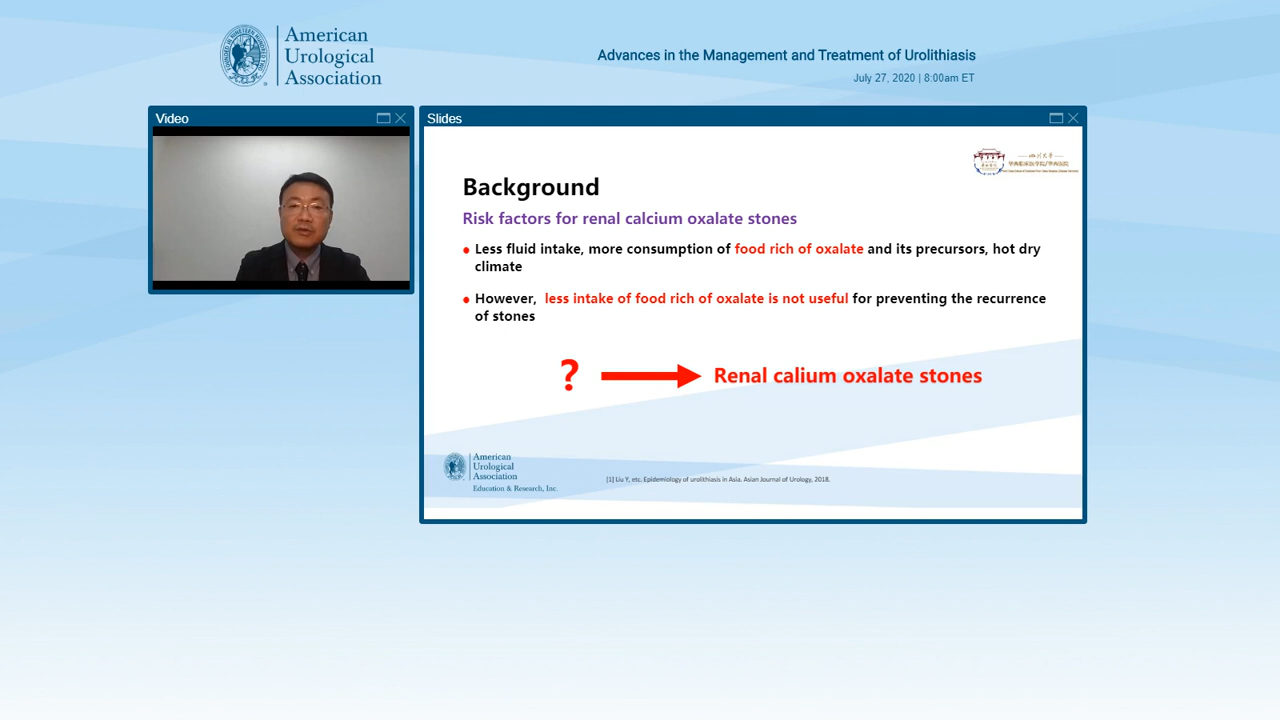 American
Urological
Association
Advances in the Management and Treatment of Urolithiasis
July 27, 2020 | 8:00am ET
Video
Slides
四川大学
Background
Risk factors for renal calcium oxalate stones
• Less fluid intake, more consumption of food rich of oxalate and its precursors, hot dry
climate
• However, less intake of food rich of oxalate is not useful for preventing the recurrence
of stones
? Renal calium oxalate stones
American
Urological
Association
Education & Research, Inc.
[1] Liu Y, etc. Epidemiology of urolithiasis in Asia. Asian Journal of Urology, 2018.